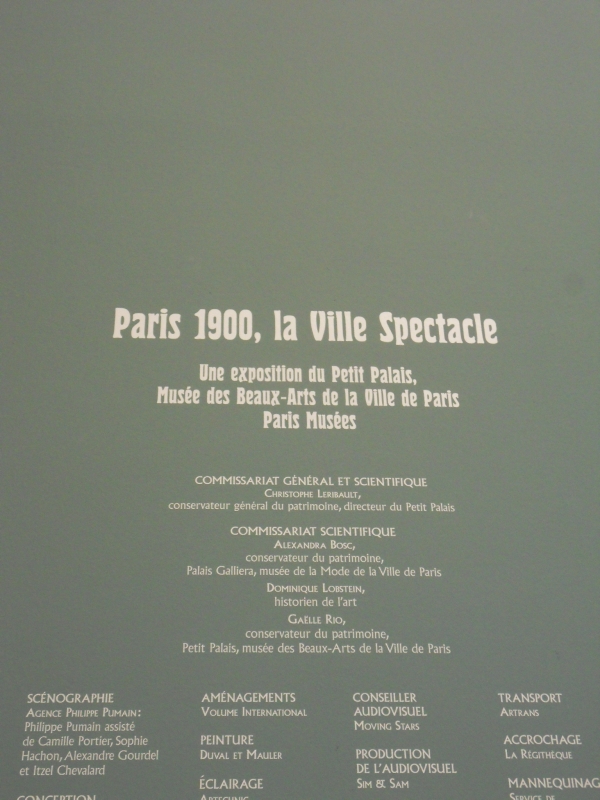 Paris 1900, la Ville Spectacle
Une exposition du Petit Palais,
Musée des Beaux-Arts de la Ville de Paris
Paris Musées
COMMISSARIAT GÉNÉRAL ET SCIENTIFIQUE
CHRISTOPHE LERIBAULT,
conservateur général du patrimoine, directeur du Petit Palais
COMMISSARIAT SCIENTIFIQUE
ALEXANDRA BOSC,
conservateur du patrimoine,
Palais Galliera, musée de la Mode de la Ville de Paris
DOMINIQUE LOBSTEIN,
historien de l'art
GAËLLE RIO,
conservateur du patrimoine,
Petit Palais, musée des Beaux-Arts de la Ville de Paris
SCÉNOGRAPHIE
AGENCE PHILIPPE PUMAIN:
Philippe Pumain assisté
de Camille Portier, Sophie
Hachon, Alexandre Gourdel
et Itzel Chevalard
CONCEPTION
AMÉNAGEMENTS
VOLUME INTERNATIONAL
PEINTURE
DUVAL ET MAULER
ÉCLAIRAGE
CONSEILLER
AUDIOVISUEL
MOVING STARS
PRODUCTION
DE L'AUDIOVISUEL
SIM & SAM
TRANSPORT
ARTRANS
ACCROCHAGE
LA RÉGITHÈQUE
MANNEQUINAG
SERVICE DE